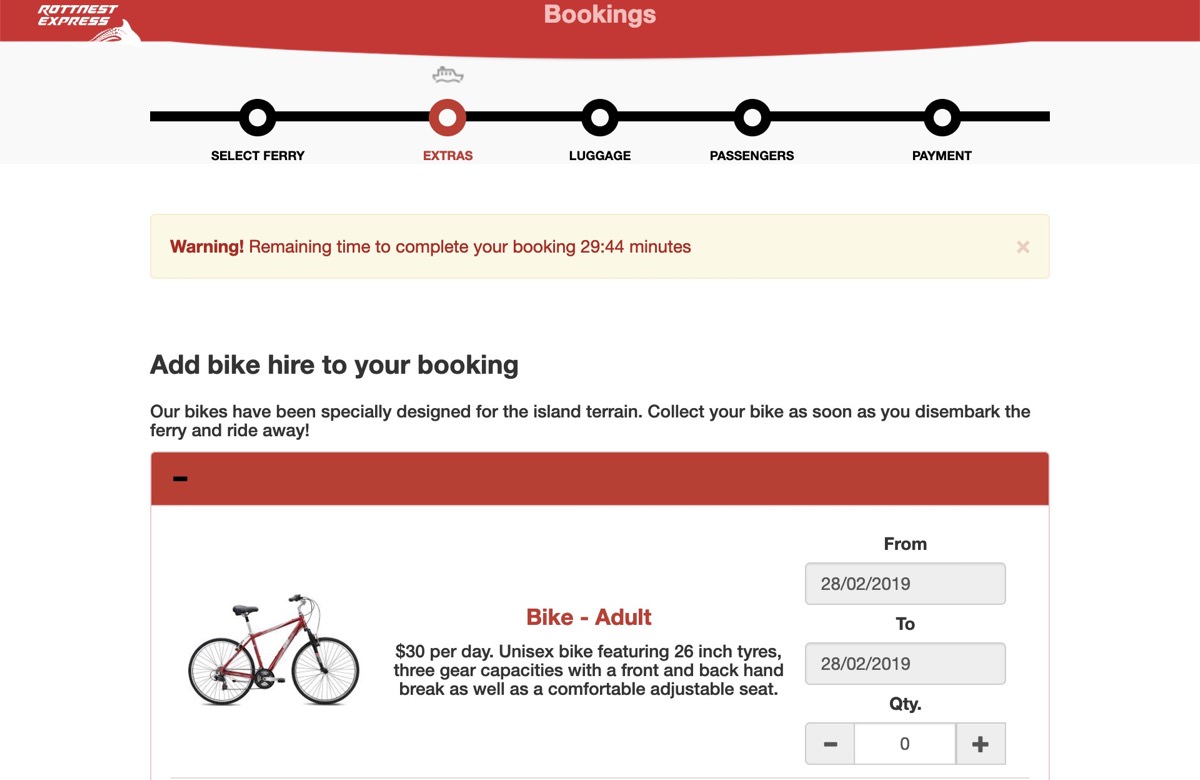 ROTTNEST
EXPRESS
Bookings
SELECT FERRY
EXTRAS
LUGGAGE
PASSENGERS
PAYMENT
Warning! Remaining time to complete your booking 29:44 minutes
×
Add bike hire to your booking
Our bikes have been specially designed for the island terrain. Collect your bike as soon as you disembark the
ferry and ride away!
From
28/02/2019
To
28/02/2019
Bike - Adult
$30 per day. Unisex bike featuring 26 inch tyres,
three gear capacities with a front and back hand
break as well as a comfortable adjustable seat.
Qty.
0